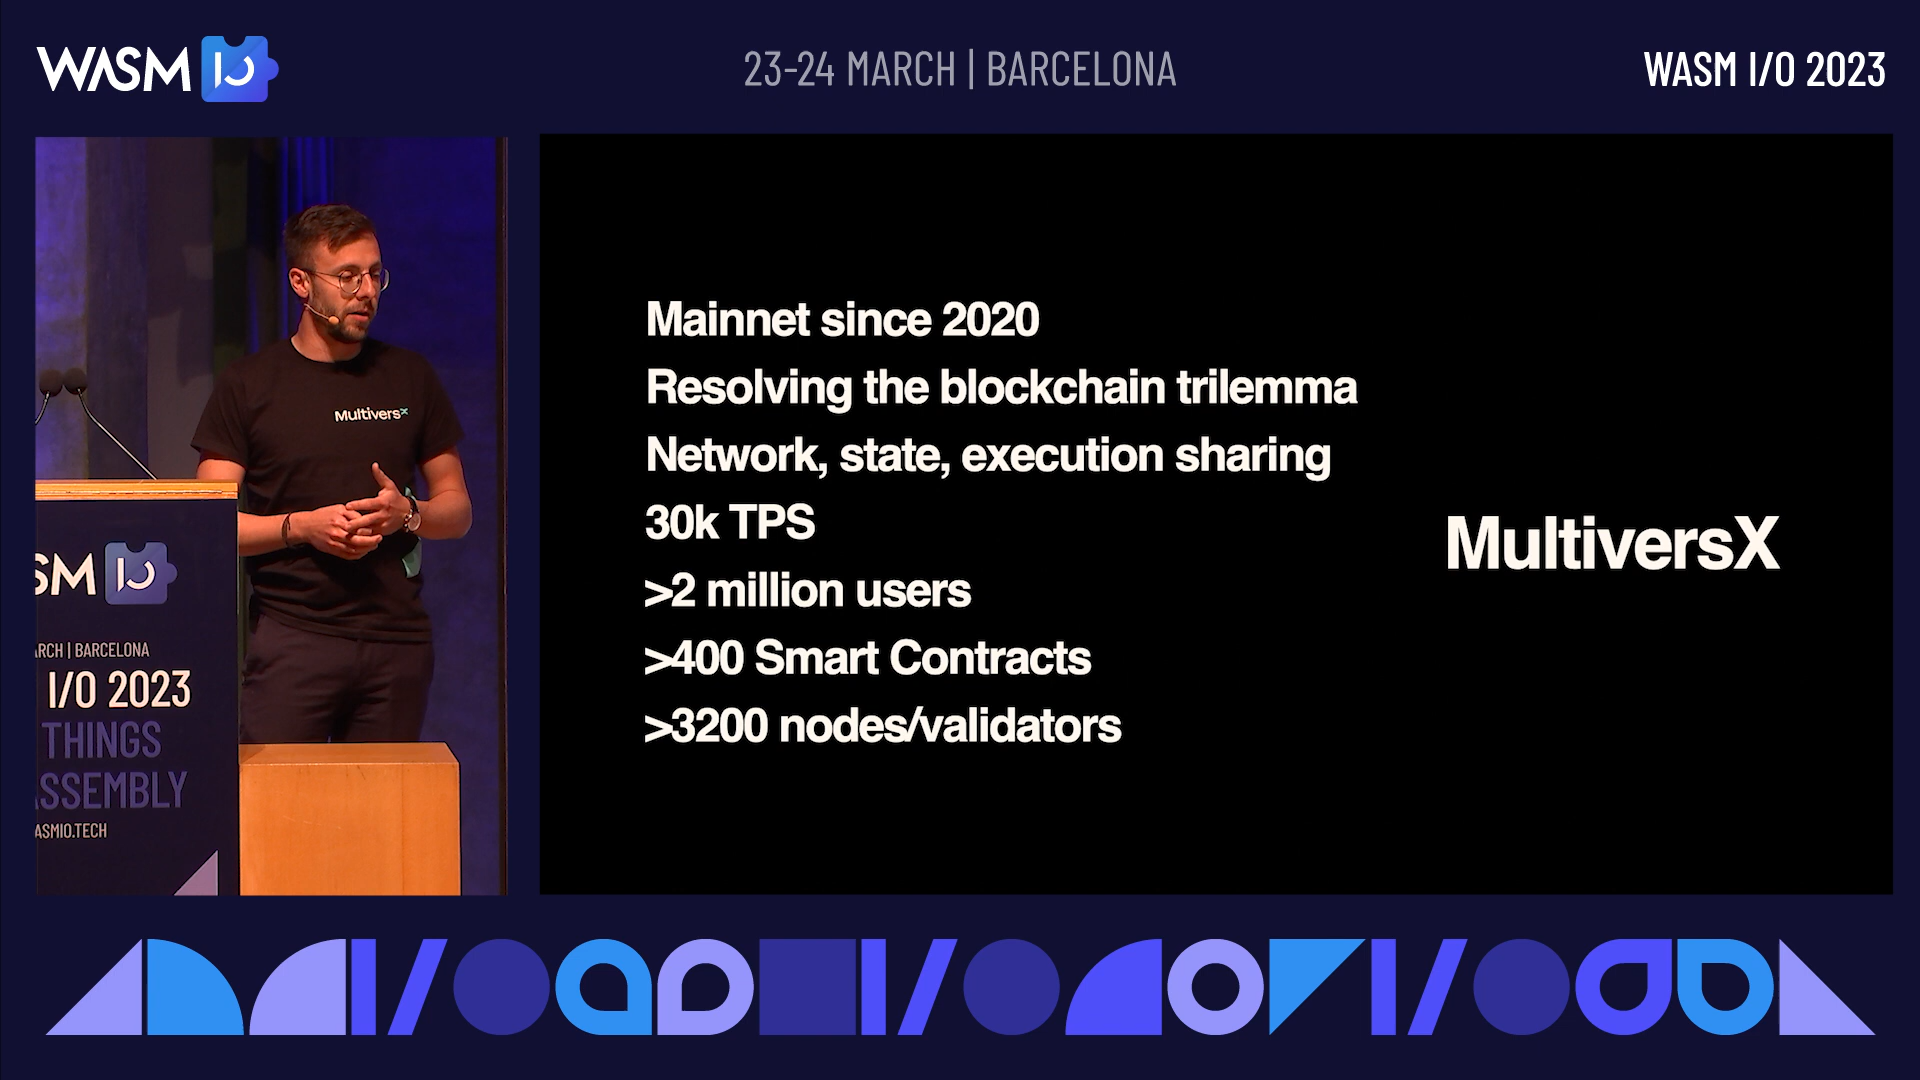 WASM IO
23-24 MARCH | BARCELONA
WASM I/O 2023
MultiversX
SM IO
ARCH | BARCELONA
I/O 2023
THINGS
ASSEMBLY
ASMIO.TECH
Mainnet since 2020
Resolving the blockchain trilemma
Network, state, execution sharing
30k TPS
>2 million users
>400 Smart Contracts
>3200 nodes/validators
MultiversX